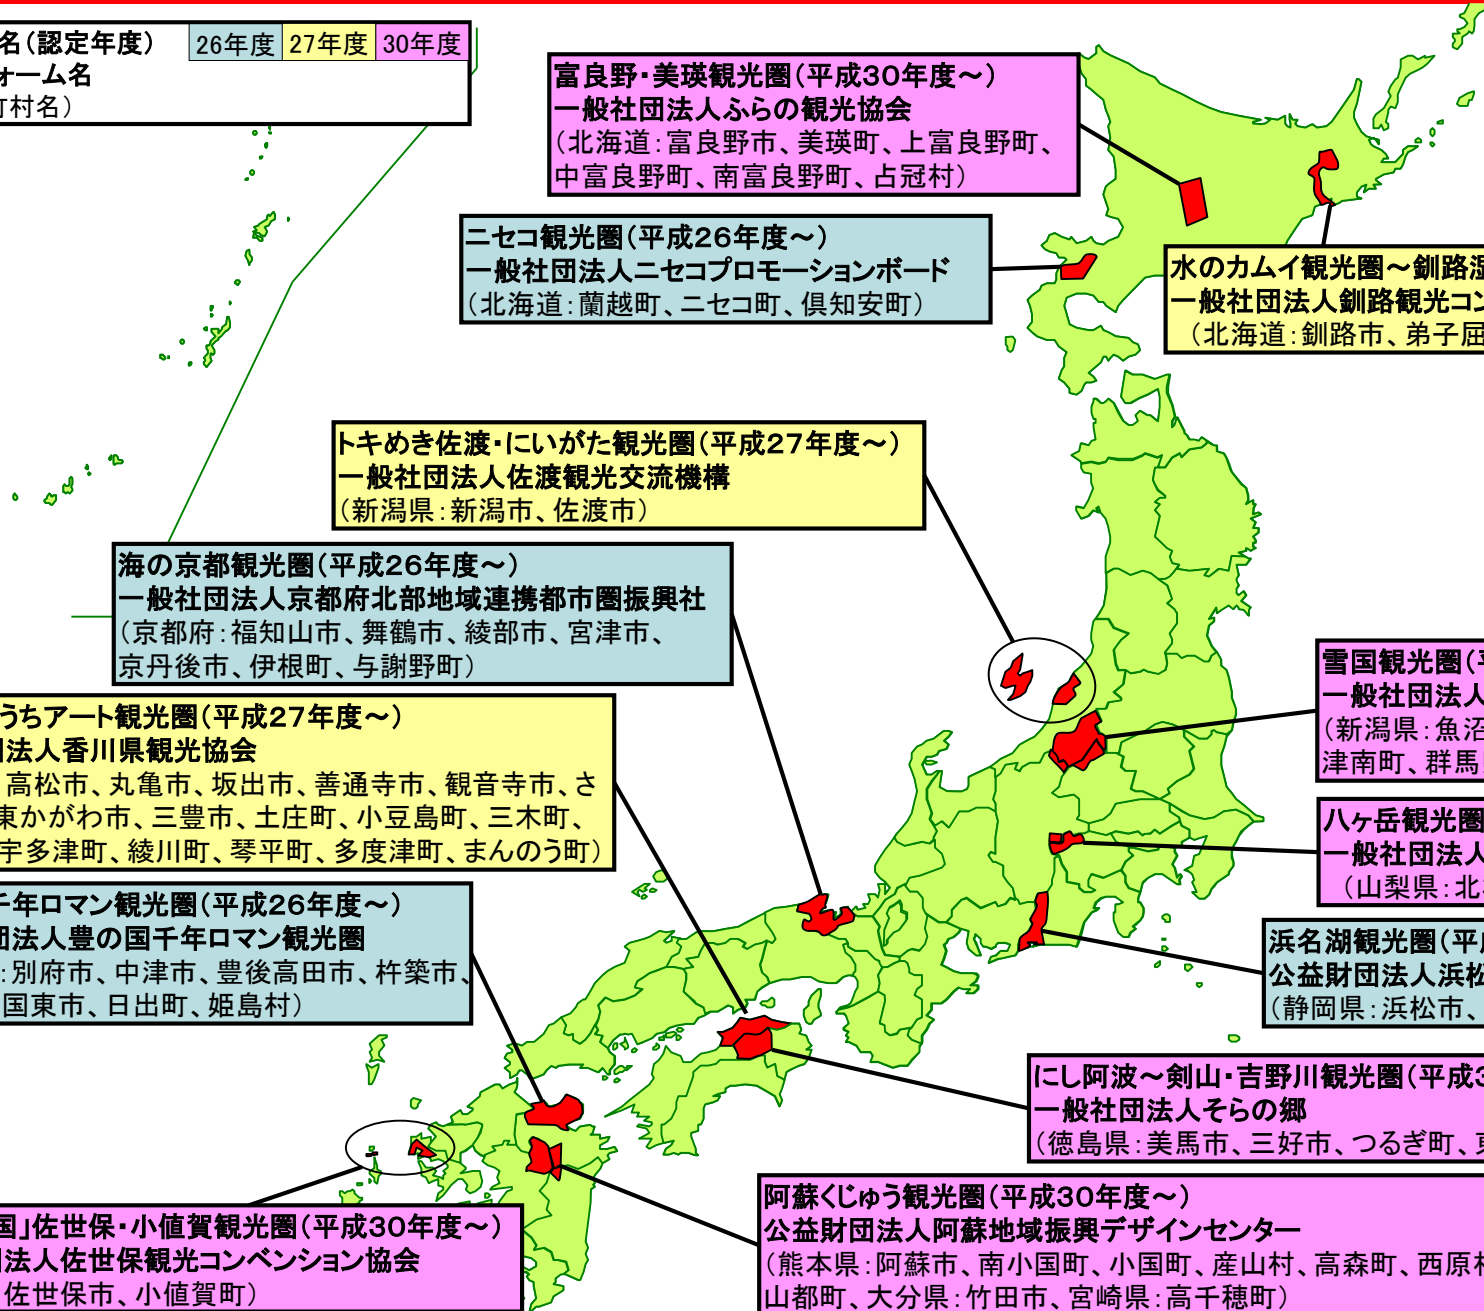 名（認定年度）
26年度 27年度 30年度
ォーム名
町村名）
富良野・美瑛観光圏（平成30年度～）
一般社団法人ふらの観光協会
（北海道：富良野市、美瑛町、上富良野町、
中富良野町、南富良野町、占冠村）
ニセコ観光圏（平成26年度～）
一般社団法人ニセコプロモーションボード
（北海道：蘭越町、ニセコ町、倶知安町）
水のカムイ観光圏～釧路湿
一般社団法人釧路観光コン
（北海道：釧路市、弟子屈
トキめき佐渡・にいがた観光圏（平成27年度～）
一般社団法人佐渡観光交流機構
（新潟県：新潟市、佐渡市）
海の京都観光圏（平成26年度～）
一般社団法人京都府北部地域連携都市圏振興社
（京都府：福知山市、舞鶴市、綾部市、宮津市、
京丹後市、伊根町、与謝野町）
雪国観光圏（平
一般社団法人
（新潟県：魚沼
津南町、群馬
うちアート観光圏（平成27年度～）
団法人香川県観光協会
高松市、丸亀市、坂出市、善通寺市、観音寺市、さ
東かがわ市、三豊市、土庄町、小豆島町、三木町、
宇多津町、綾川町、琴平町、多度津町、まんのう町）
八ヶ岳観光圏
一般社団法人
（山梨県：北
千年ロマン観光圏（平成26年度～）
団法人豊の国千年ロマン観光圏
：別府市、中津市、豊後高田市、杵築市、
国東市、日出町、姫島村）
浜名湖観光圏（平成
公益財団法人浜松
（静岡県：浜松市、
にし阿波～剣山・吉野川観光圏（平成3
一般社団法人そらの郷
（徳島県：美馬市、三好市、つるぎ町、東
阿蘇くじゅう観光圏（平成30年度～）
公益財団法人阿蘇地域振興デザインセンター
（熊本県：阿蘇市、南小国町、小国町、産山村、高森町、西原村
山都町、大分県：竹田市、宮崎県：高千穂町）
国」佐世保・小値賀観光圏（平成30年度～）
団法人佐世保観光コンベンション協会
佐世保市、小値賀町）